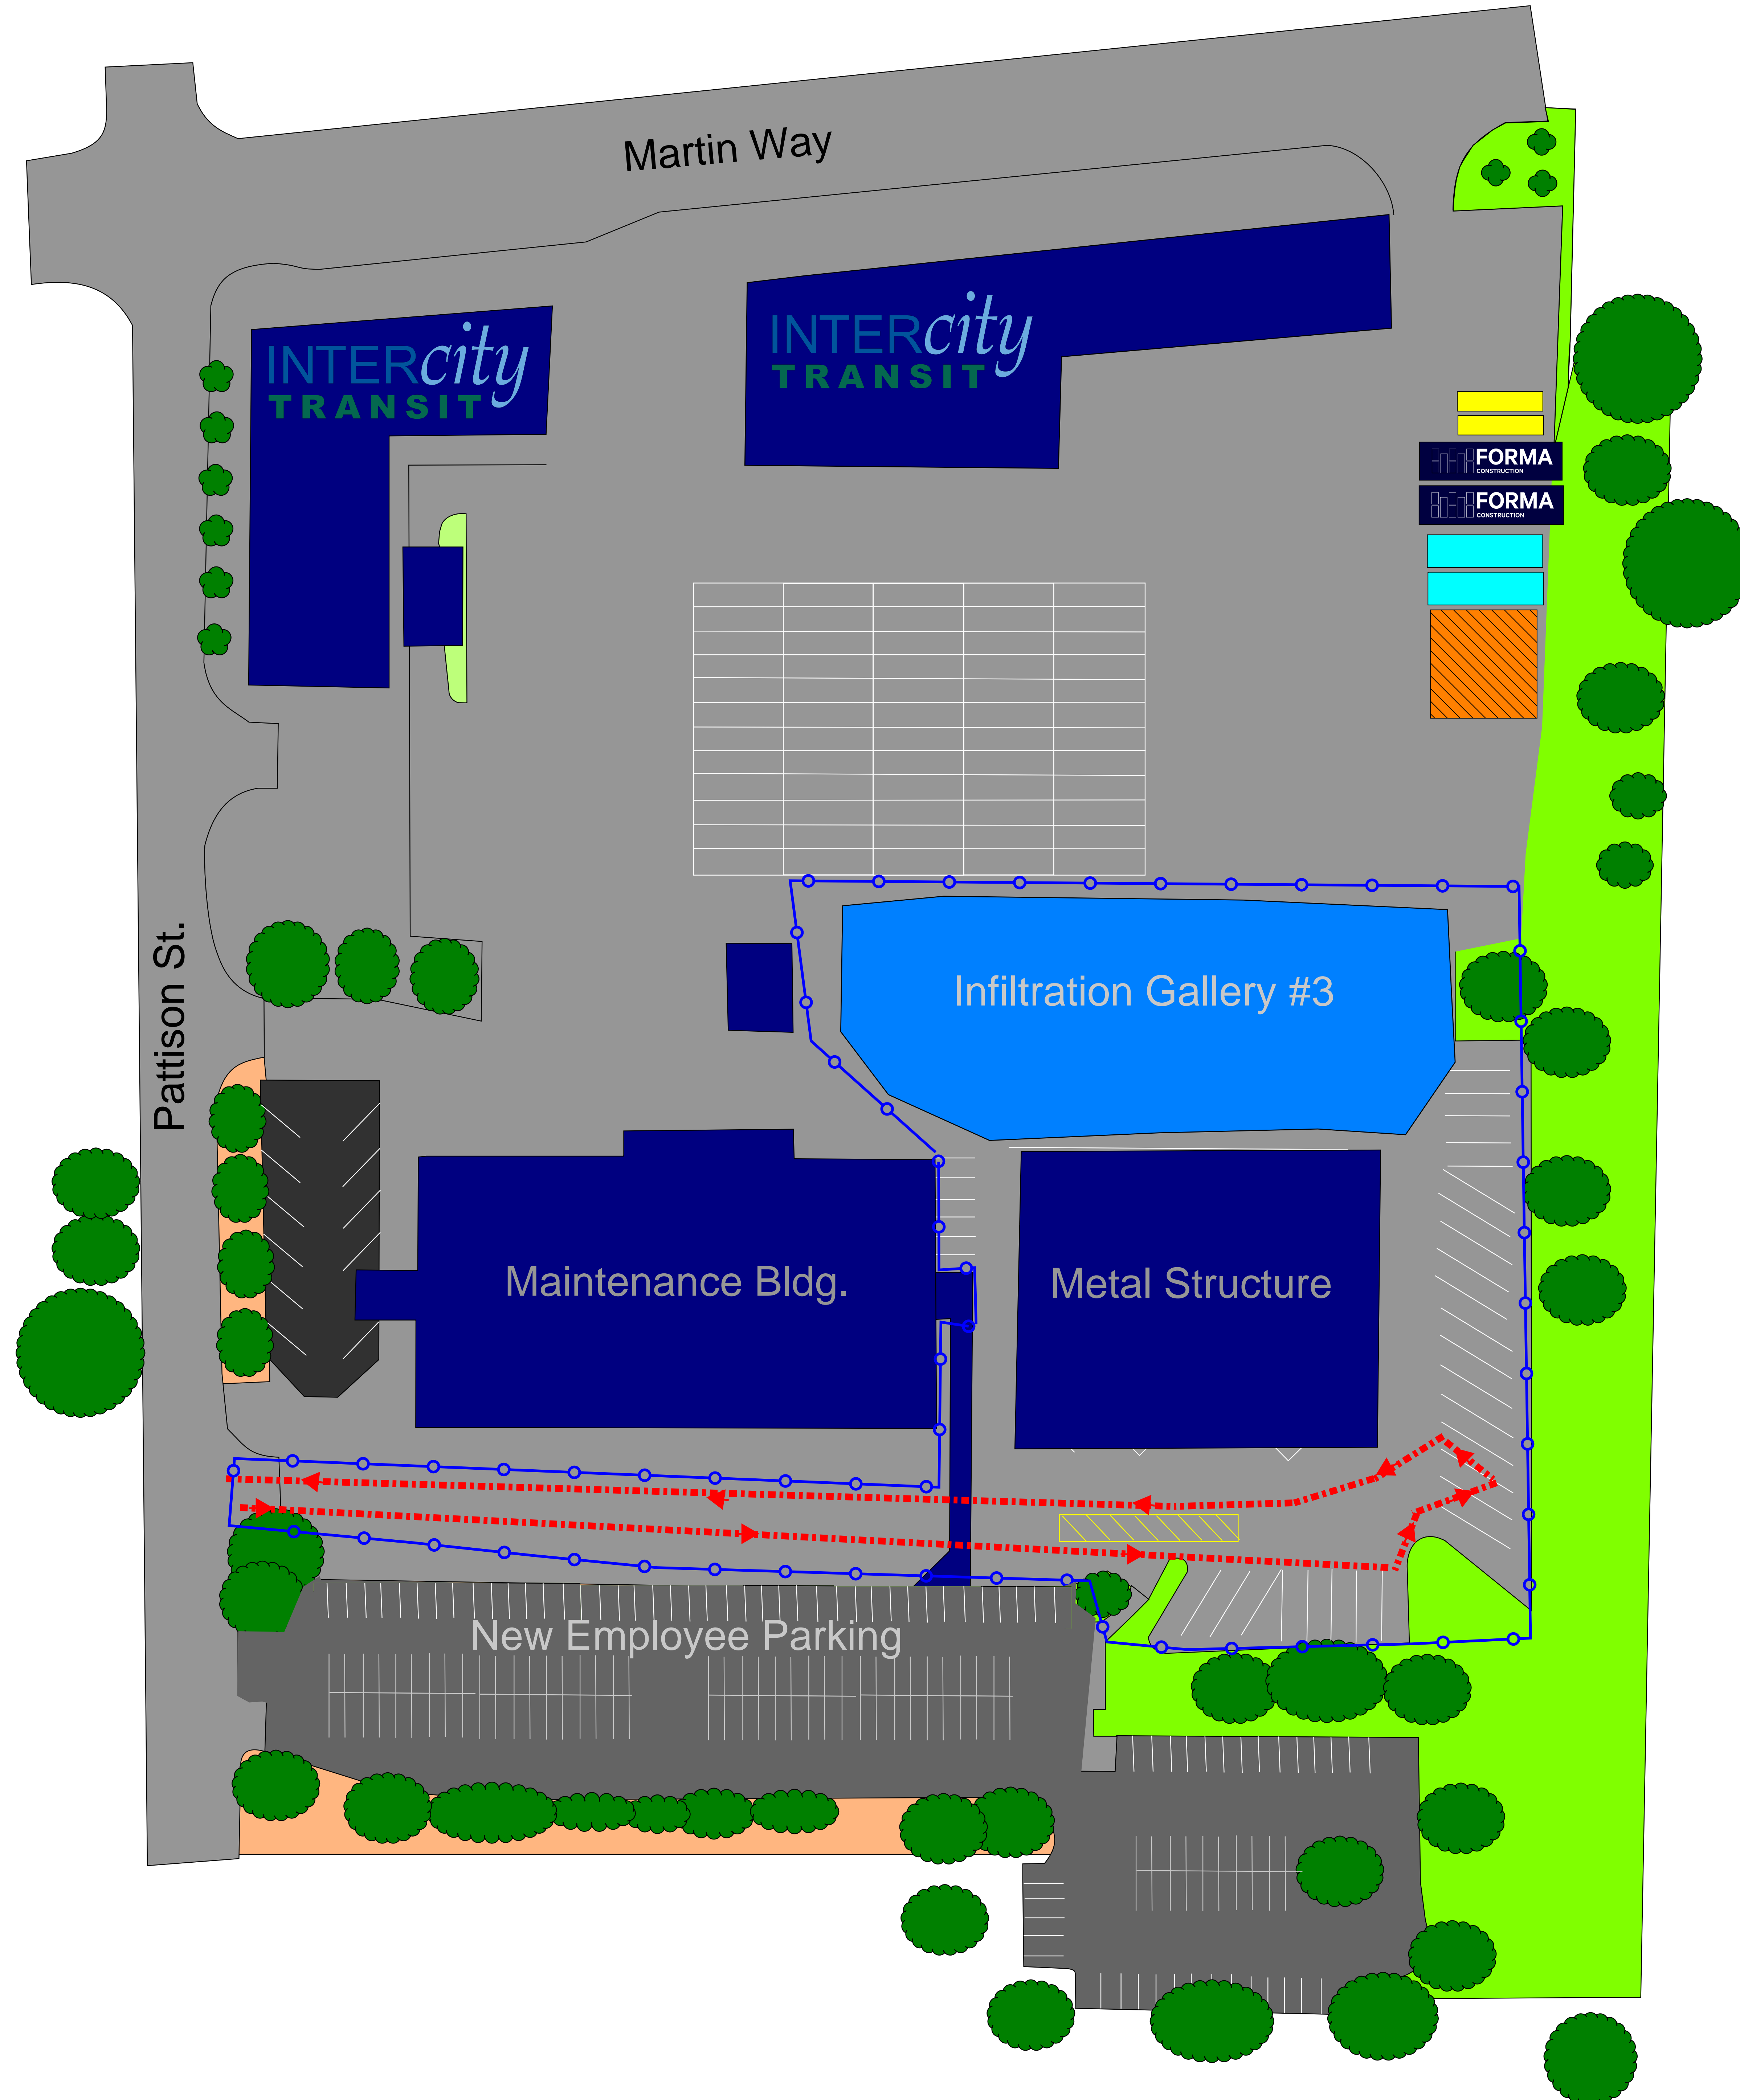 Martin Way
INTERcity
TRANSIT
INTERcity
TRANSIT
FORMA
CONSTRUCTION
FORMA
CONSTRUCTION
Pattison St.
Infiltration Gallery #3
Maintenance Bldg.
Metal Structure
New Employee Parking